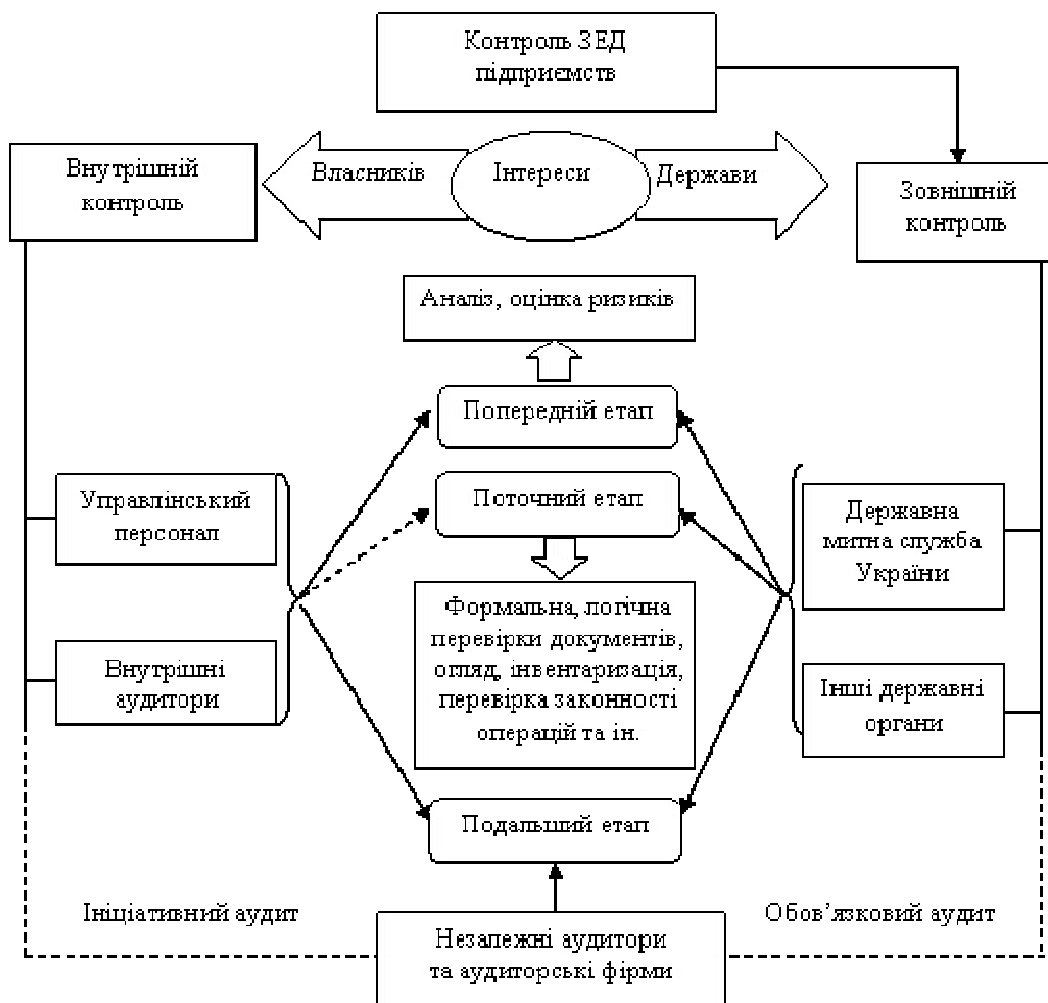 Контроль ЗЕД
підприємств
Внутрішній
контроль
Власників
Інтереси
Держави
Зовнішній
контроль
Аналіз, оцінка ризиків
Попередній етап
Поточний етап
Управлінський
персонал
Державна
митна служба
України
Формальна, логічна
перевірки документів,
огляд, інвентаризація,
перевірка законності
операцій та ін.
Внутрішні
аудитори
Інші державні
органи
Подальший етап
Ініціативний аудит
Обов’язковий аудит
Незалежні аудитори
та аудиторські фірми